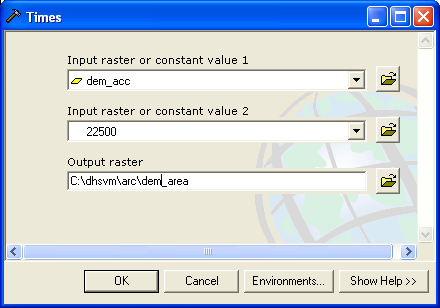 Times
Input raster or constant value 1
dem_acc
Input raster or constant value 2
22500
Output raster
C:\dhsvm\arc\dem_area
OK
Cancel
Environments...
Show Help >>